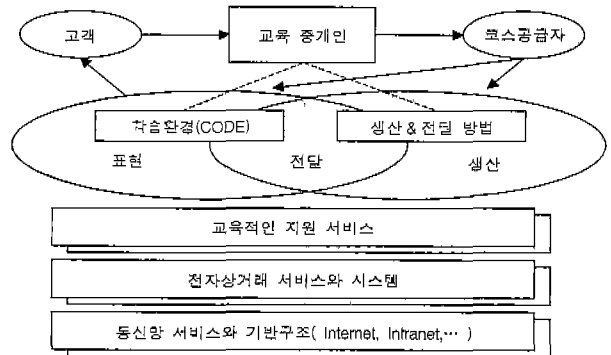 고객
교육 중개인
코스공급자
학습환경(CODE)
생산 & 전달 방법
표현
전달
생산
교육적인 지원 서비스
전자상거래 서비스와 시스템
통신망 서비스와 기반구조( Internet, Intranet,··· )